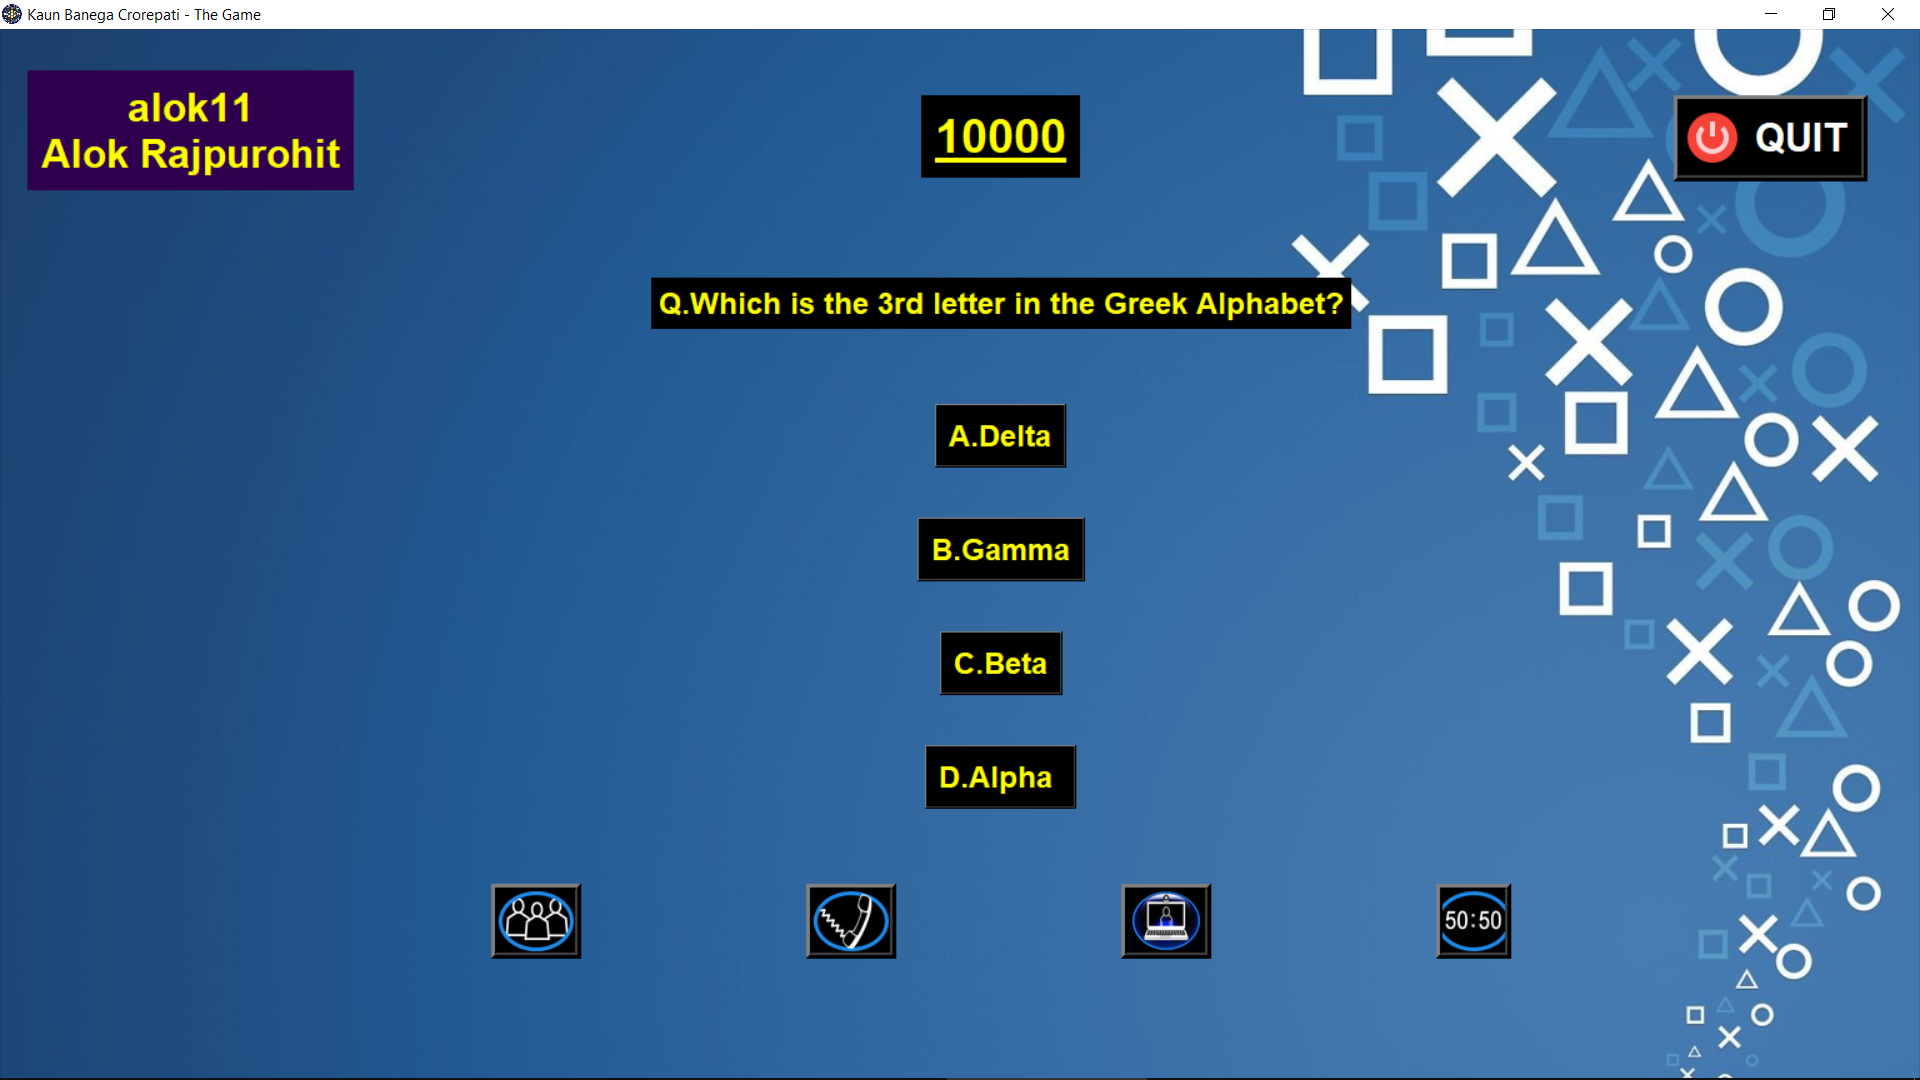 Kaun Banega Crorepati - The Game
alok11
Alok Rajpurohit
10000
QUIT
Q.Which is the 3rd letter in the Greek Alphabet?
A.Delta
B.Gamma
C.Beta
D.Alpha
50:50